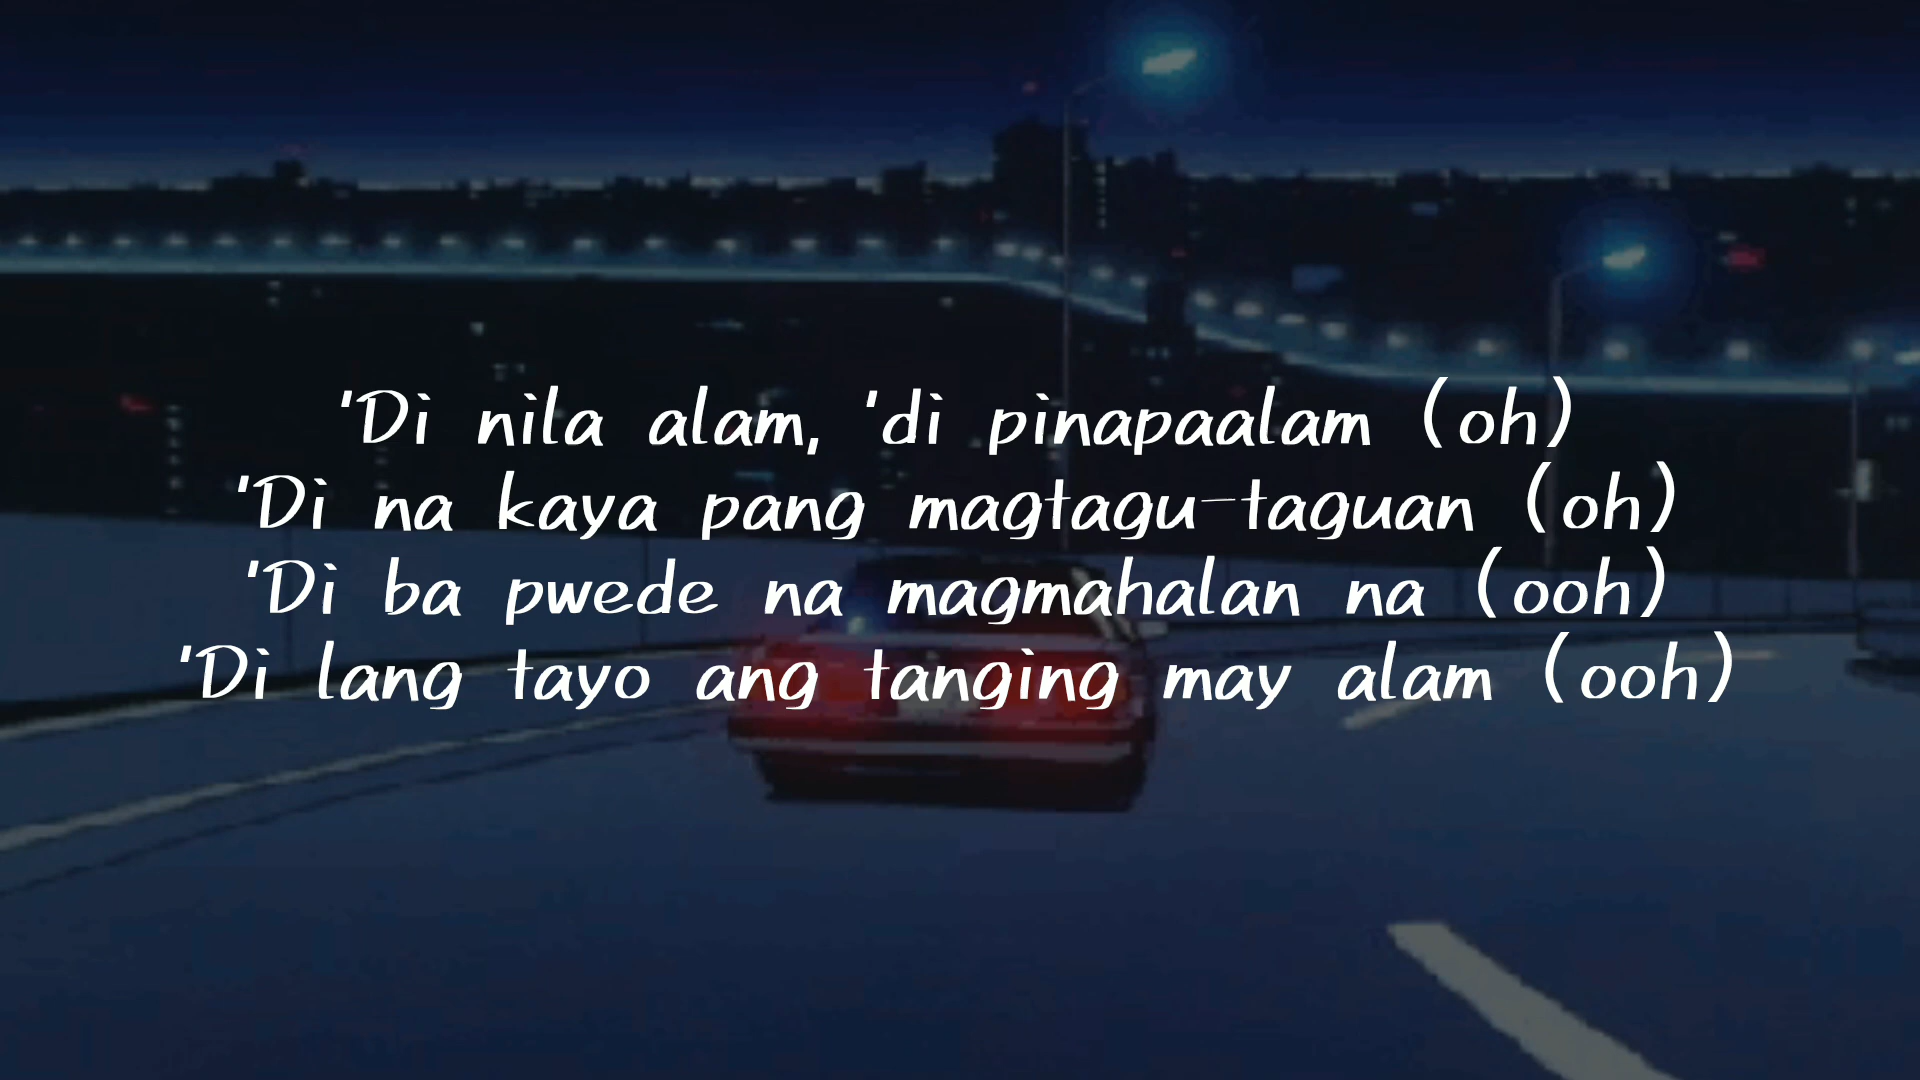 'Di nila alam, 'di pinapaalam (oh)
'Di na kaya pang magtagu-taguan (oh)
'Di ba pwede na magmahalan na (ooh)
'Di lang tayo ang tanging may alam (ooh)